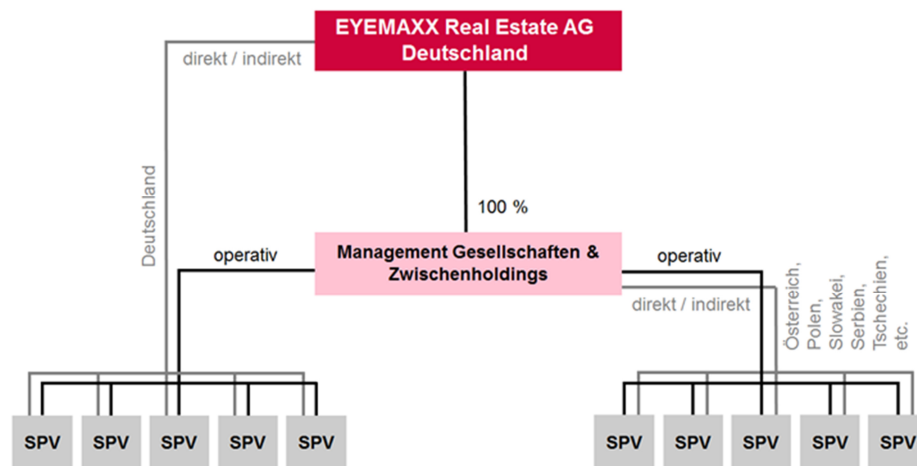 EYEMAXX Real Estate AG
Deutschland
direkt / indirekt
Deutschland
100 %
operativ
Management Gesellschaften &
Zwischenholdings
operativ
direkt / indirekt
Österreich,
Polen,
Slowakei,
Serbien,
Tschechien,
etc.
SPV
SPV
SPV
SPV
SPV
SPV
SPV
SPV
SPV
SPV